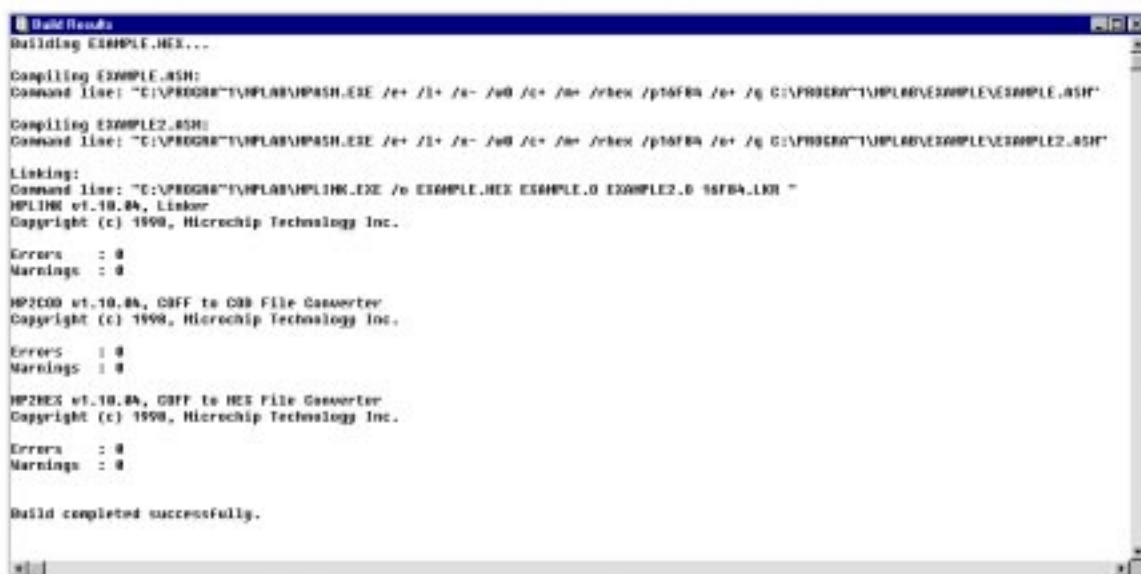 Build Results
Building EXAMPLE.HEX...
Compiling EXAMPLE.ASM:
Command line: "C:\PROGRA~1\MPLAB\MPASM.EXE /e+ /l+ /x- /w0 /c+ /m+ /rhex /p16F84 /o+ /q C:\PROGRA~1\MPLAB\EXAMPLE\EXAMPLE.ASM"
Compiling EXAMPLE2.ASM:
Command line: "C:\PROGRA~1\MPLAB\MPASM.EXE /e+ /l+ /x- /w0 /c+ /m+ /rhex /p16F84 /o+ /q C:\PROGRA~1\MPLAB\EXAMPLE\EXAMPLE2.ASM"
Linking:
Command line: "C:\PROGRA~1\MPLAB\MPLINK.EXE /o EXAMPLE.HEX EXAMPLE.O EXAMPLE2.O 16F84.LKR "
MPLINK v1.10.04, Linker
Copyright (c) 1998, Microchip Technology Inc.
Errors : 0
Warnings : 0
MP2COD v1.10.04, COFF to COD File Converter
Copyright (c) 1998, Microchip Technology Inc.
Errors : 0
Warnings : 0
MP2HEX v1.10.04, COFF to HEX File Converter
Copyright (c) 1998, Microchip Technology Inc.
Errors : 0
Warnings : 0
Build completed successfully.